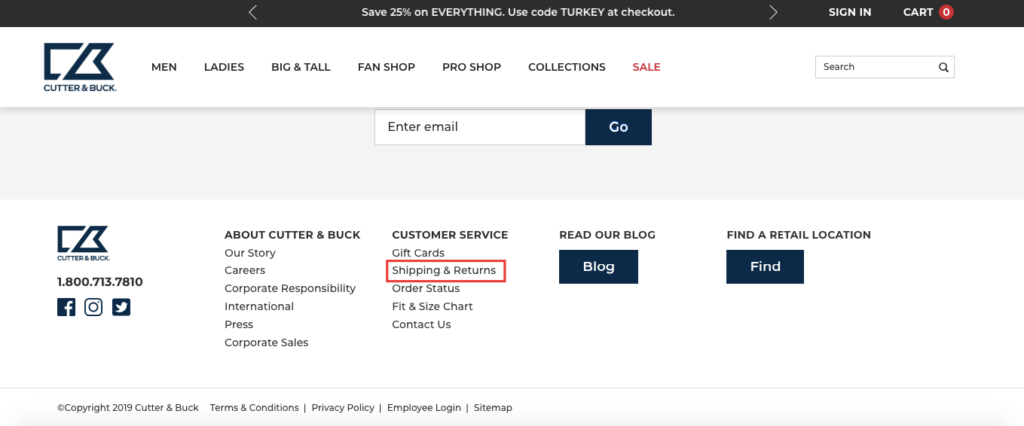 Save 25% on EVERYTHING. Use code TURKEY at checkout.
SIGN IN
CART 0
CUTTER & BUCK.
MEN
LADIES
BIG & TALL
FAN SHOP
PRO SHOP
COLLECTIONS
SALE
Search
Enter email
Go
CUTTER & BUCK.
1.800.713.7810
ABOUT CUTTER & BUCK
Our Story
Careers
Corporate Responsibility
International
Press
Corporate Sales
CUSTOMER SERVICE
Gift Cards
Shipping & Returns
Order Status
Fit & Size Chart
Contact Us
READ OUR BLOG
Blog
FIND A RETAIL LOCATION
Find
©Copyright 2019 Cutter & Buck Terms & Conditions | Privacy Policy | Employee Login | Sitemap